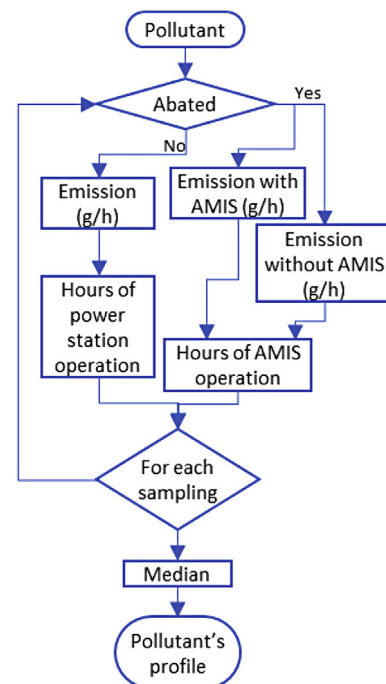 Pollutant
Abated
Yes
No
Emission
(g/h)
Emission with
AMIS (g/h)
Emission
without AMIS
(g/h)
Hours of
power
station
operation
Hours of AMIS
operation
For each
sampling
Median
Pollutant's
profile